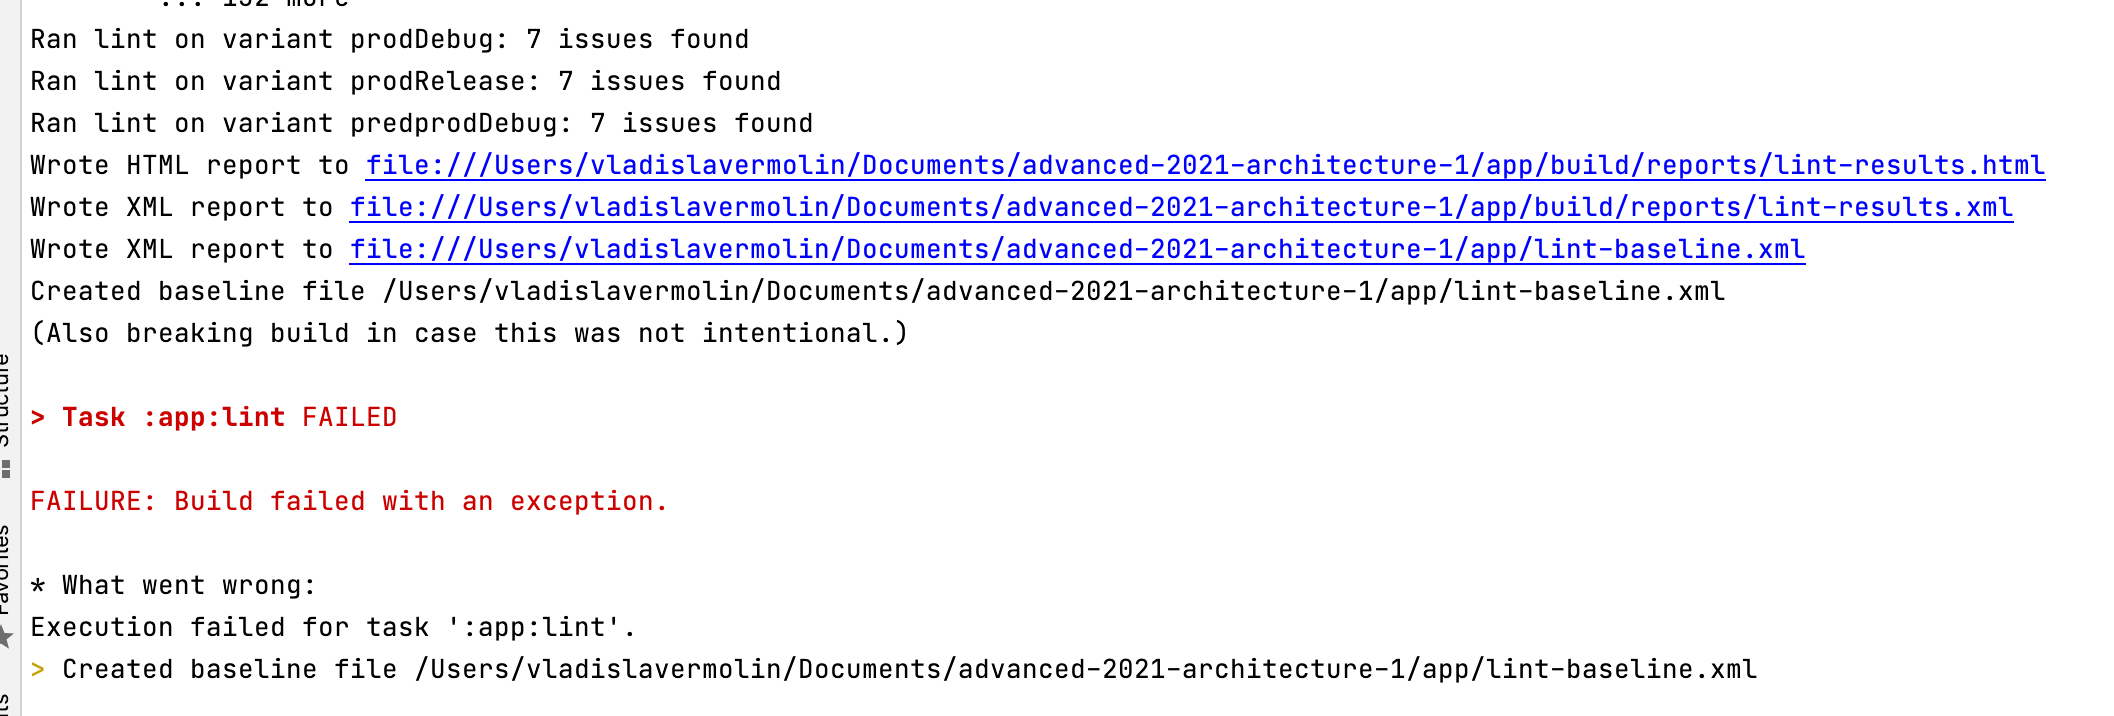 ... 152 more
Ran lint on variant prodDebug: 7 issues found
Ran lint on variant prodRelease: 7 issues found
Ran lint on variant predprodDebug: 7 issues found
Wrote HTML report to file:///Users/vladislavermolin/Documents/advanced-2021-architecture-1/app/build/reports/lint-results.html
Wrote XML report to file:///Users/vladislavermolin/Documents/advanced-2021-architecture-1/app/build/reports/lint-results.xml
Wrote XML report to file:///Users/vladislavermolin/Documents/advanced-2021-architecture-1/app/lint-baseline.xml
Created baseline file /Users/vladislavermolin/Documents/advanced-2021-architecture-1/app/lint-baseline.xml
(Also breaking build in case this was not intentional.)
> Task :app:lint FAILED
FAILURE: Build failed with an exception.
* What went wrong:
Execution failed for task ':app:lint'.
> Created baseline file /Users/vladislavermolin/Documents/advanced-2021-architecture-1/app/lint-baseline.xml
Structure
Favorites